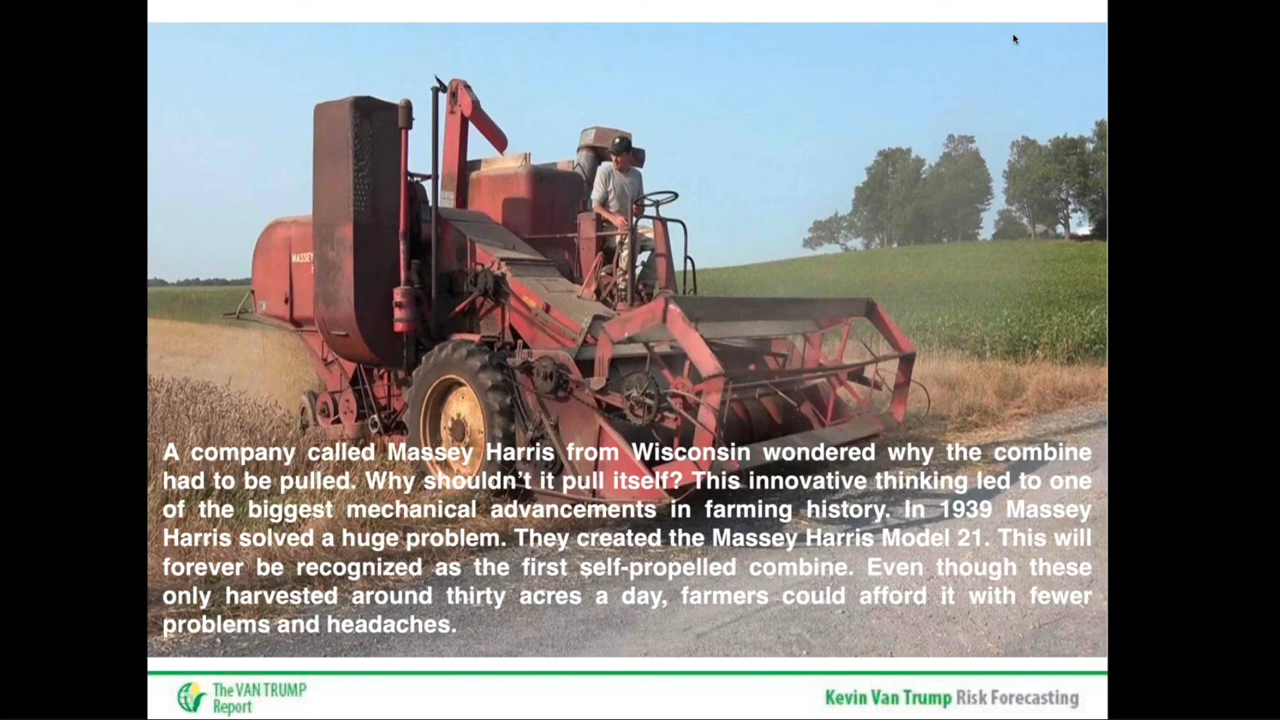 MASSEY
A company called Massey Harris from Wisconsin wondered why the combine
had to be pulled. Why shouldn't it pull itself? This innovative thinking led to one
of the biggest mechanical advancements in farming history. In 1939 Massey
Harris solved a huge problem. They created the Massey Harris Model 21. This will
forever be recognized as the first self-propelled combine. Even though these
only harvested around thirty acres a day, farmers could afford it with fewer
problems and headaches.
The VAN TRUMP
Report
Kevin Van Trump Risk Forecasting